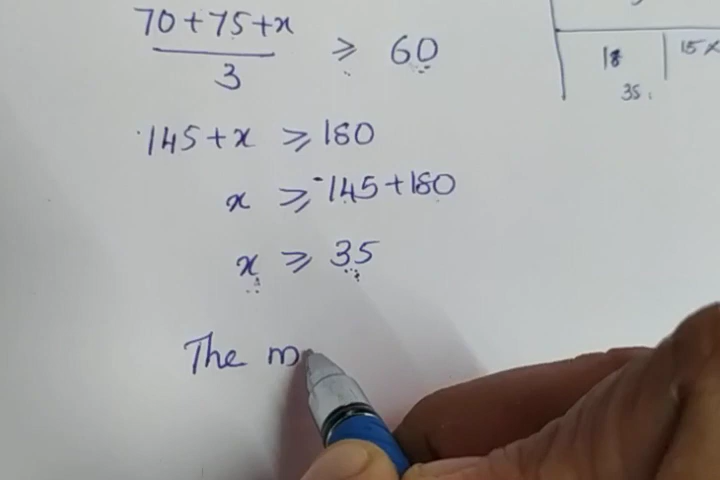 70+75+x
3
≥ 60
145+x ≥ 180
x ≥ -145+180
x ≥ 35
The m
18
15x
35